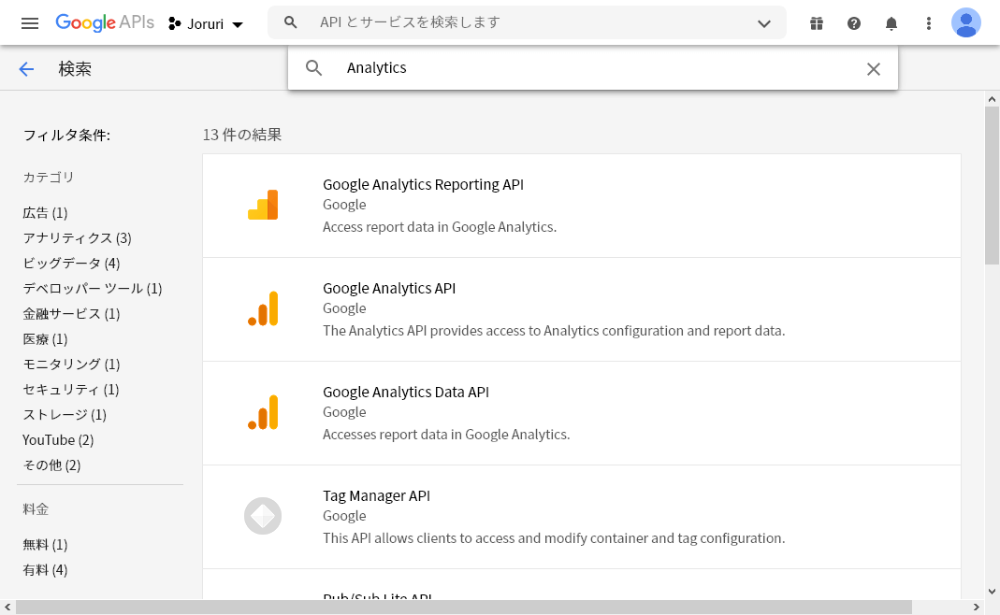 Google APIs
Joruri
API とサービスを検索します
検索
Analytics
フィルタ条件:
カテゴリ
広告 (1)
アナリティクス (3)
ビッグデータ (4)
デベロッパー ツール (1)
金融サービス (1)
医療 (1)
モニタリング (1)
セキュリティ (1)
ストレージ (1)
YouTube (2)
その他 (2)
料金
無料 (1)
有料 (4)
13 件の結果
Google Analytics Reporting API
Google
Access report data in Google Analytics.
Google Analytics API
Google
The Analytics API provides access to Analytics configuration and report data.
Google Analytics Data API
Google
Accesses report data in Google Analytics.
Tag Manager API
Google
This API allows clients to access and modify container and tag configuration.
Pub/Sub Lite API